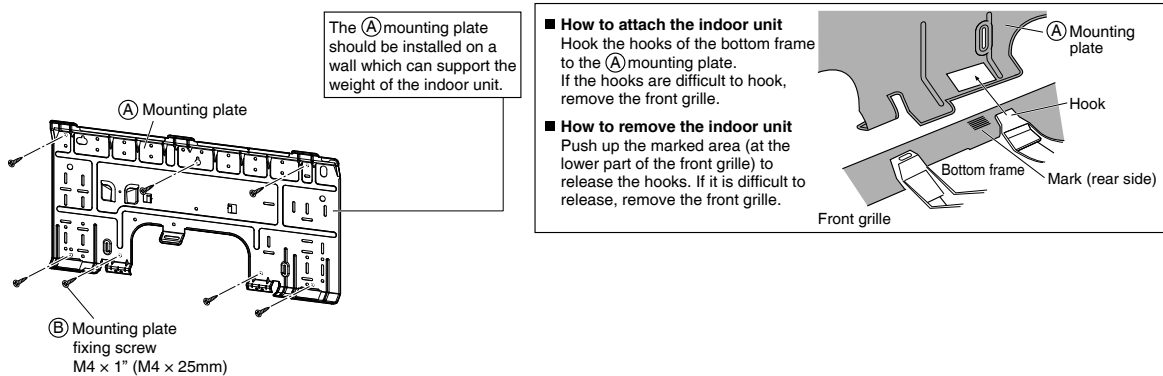 The Ⓐ mounting plate
should be installed on a
wall which can support the
weight of the indoor unit.
Ⓐ Mounting plate
Ⓑ Mounting plate
fixing screw
M4 × 1" (M4 × 25mm)
■ How to attach the indoor unit
Hook the hooks of the bottom frame
to the Ⓐ mounting plate.
If the hooks are difficult to hook,
remove the front grille.
■ How to remove the indoor unit
Push up the marked area (at the
lower part of the front grille) to
release the hooks. If it is difficult to
release, remove the front grille.
Ⓐ Mounting
plate
Hook
Bottom frame
Mark (rear side)
Front grille